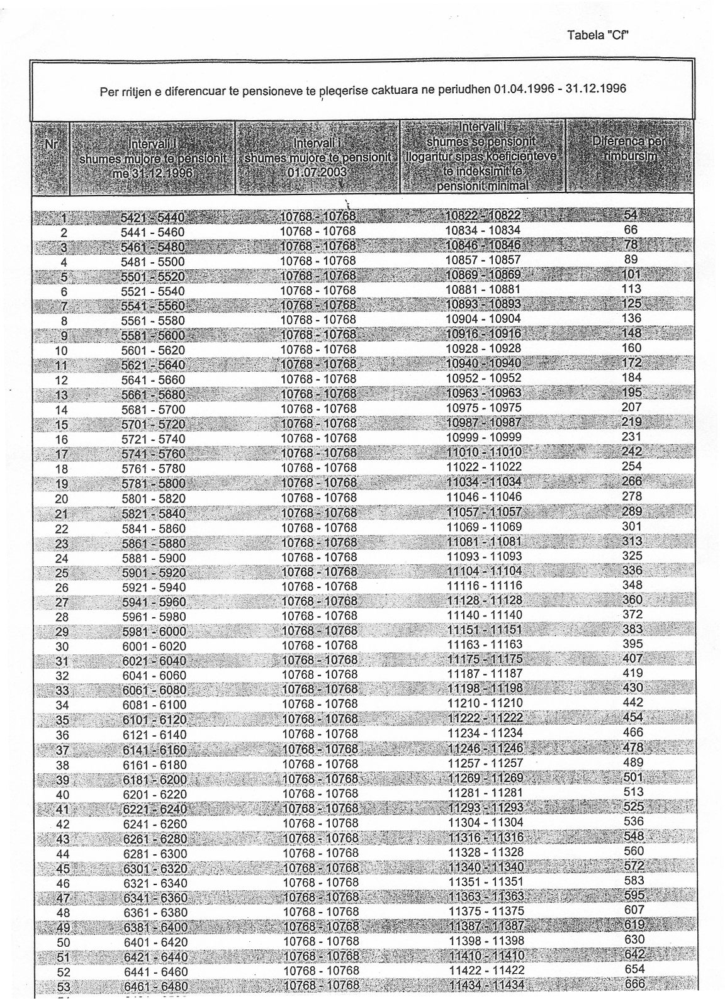 Tabela "Cf"
Per rritjen e diferencuar te pensioneve te pleqerise caktuara ne periudhen 01.04.1996 - 31.12.1996
Nr Intervali i shumes mujore te pensionit me 31.12.1996 Intervali i shumes mujore te pensionit 01.07.2003 Intervali i shumes se pensionit llogaritur sipas koeficienteve te indeksimit te pensionit minimal Diferenca per rimbursim
1 5421 - 5440 10768 - 10768 10822 - 10822 54
2 5441 - 5460 10768 - 10768 10834 - 10834 66
3 5461 - 5480 10768 - 10768 10846 - 10846 78
4 5481 - 5500 10768 - 10768 10857 - 10857 89
5 5501 - 5520 10768 - 10768 10869 - 10869 101
6 5521 - 5540 10768 - 10768 10881 - 10881 113
7 5541 - 5560 10768 - 10768 10893 - 10893 125
8 5561 - 5580 10768 - 10768 10904 - 10904 136
9 5581 - 5600 10768 - 10768 10916 - 10916 148
10 5601 - 5620 10768 - 10768 10928 - 10928 160
11 5621 - 5640 10768 - 10768 10940 - 10940 172
12 5641 - 5660 10768 - 10768 10952 - 10952 184
13 5661 - 5680 10768 - 10768 10963 - 10963 195
14 5681 - 5700 10768 - 10768 10975 - 10975 207
15 5701 - 5720 10768 - 10768 10987 - 10987 219
16 5721 - 5740 10768 - 10768 10999 - 10999 231
17 5741 - 5760 10768 - 10768 11010 - 11010 242
18 5761 - 5780 10768 - 10768 11022 - 11022 254
19 5781 - 5800 10768 - 10768 11034 - 11034 266
20 5801 - 5820 10768 - 10768 11046 - 11046 278
21 5821 - 5840 10768 - 10768 11057 - 11057 289
22 5841 - 5860 10768 - 10768 11069 - 11069 301
23 5861 - 5880 10768 - 10768 11081 - 11081 313
24 5881 - 5900 10768 - 10768 11093 - 11093 325
25 5901 - 5920 10768 - 10768 11104 - 11104 336
26 5921 - 5940 10768 - 10768 11116 - 11116 348
27 5941 - 5960 10768 - 10768 11128 - 11128 360
28 5961 - 5980 10768 - 10768 11140 - 11140 372
29 5981 - 6000 10768 - 10768 11151 - 11151 383
30 6001 - 6020 10768 - 10768 11163 - 11163 395
31 6021 - 6040 10768 - 10768 11175 - 11175 407
32 6041 - 6060 10768 - 10768 11187 - 11187 419
33 6061 - 6080 10768 - 10768 11198 - 11198 430
34 6081 - 6100 10768 - 10768 11210 - 11210 442
35 6101 - 6120 10768 - 10768 11222 - 11222 454
36 6121 - 6140 10768 - 10768 11234 - 11234 466
37 6141 - 6160 10768 - 10768 11246 - 11246 478
38 6161 - 6180 10768 - 10768 11257 - 11257 489
39 6181 - 6200 10768 - 10768 11269 - 11269 501
40 6201 - 6220 10768 - 10768 11281 - 11281 513
41 6221 - 6240 10768 - 10768 11293 - 11293 525
42 6241 - 6260 10768 - 10768 11304 - 11304 536
43 6261 - 6280 10768 - 10768 11316 - 11316 548
44 6281 - 6300 10768 - 10768 11328 - 11328 560
45 6301 - 6320 10768 - 10768 11340 - 11340 572
46 6321 - 6340 10768 - 10768 11351 - 11351 583
47 6341 - 6360 10768 - 10768 11363 - 11363 595
48 6361 - 6380 10768 - 10768 11375 - 11375 607
49 6381 - 6400 10768 - 10768 11387 - 11387 619
50 6401 - 6420 10768 - 10768 11398 - 11398 630
51 6421 - 6440 10768 - 10768 11410 - 11410 642
52 6441 - 6460 10768 - 10768 11422 - 11422 654
53 6461 - 6480 10768 - 10768 11434 - 11434 666